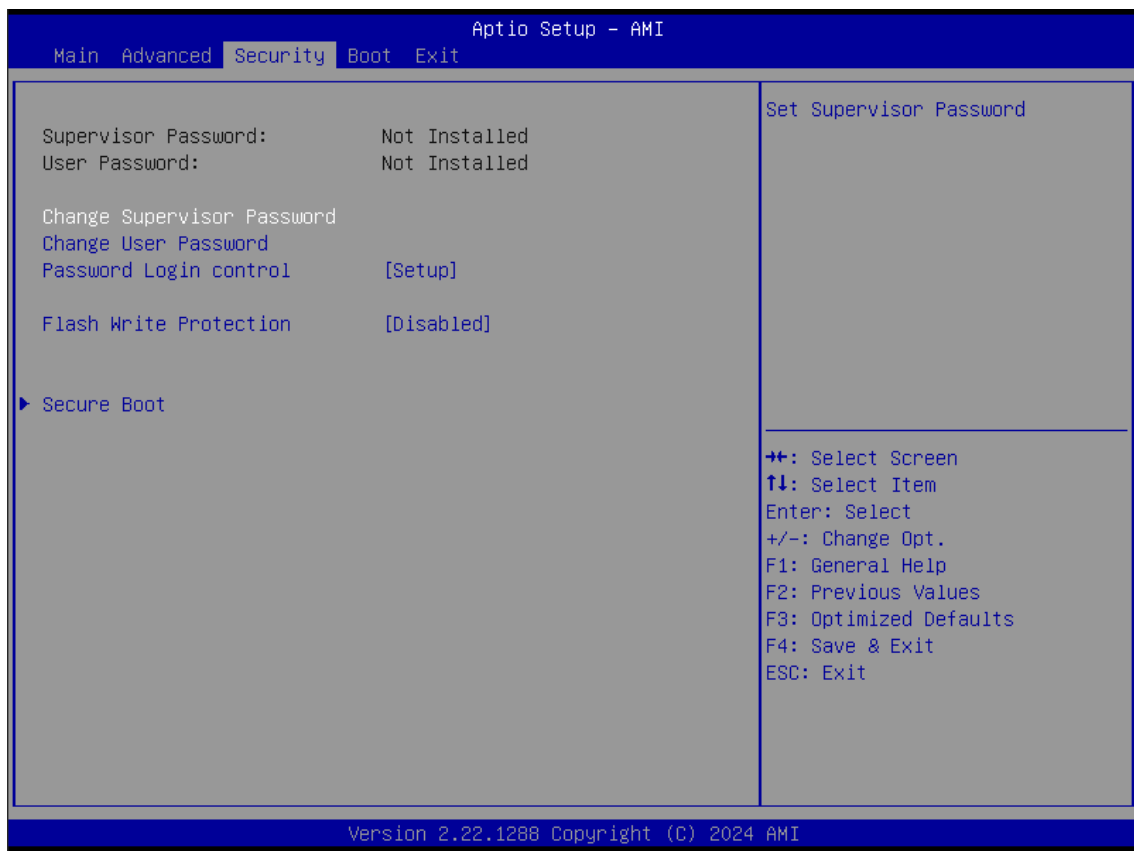 Aptio Setup – AMI
Main Advanced Security Boot Exit
Supervisor Password: Not Installed
User Password: Not Installed
Change Supervisor Password
Change User Password
Password Login control [Setup]
Flash Write Protection [Disabled]
▶ Secure Boot
Set Supervisor Password
→←: Select Screen
↑↓: Select Item
Enter: Select
+/-: Change Opt.
F1: General Help
F2: Previous Values
F3: Optimized Defaults
F4: Save & Exit
ESC: Exit
Version 2.22.1288 Copyright (C) 2024 AMI